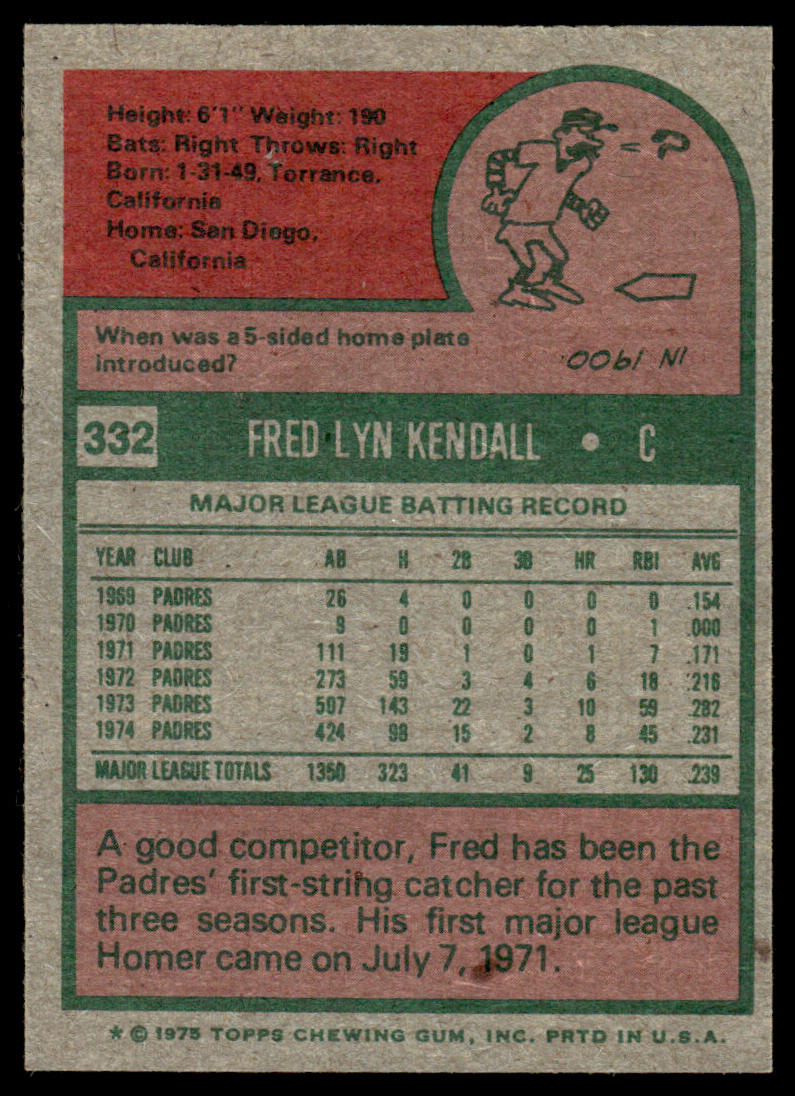 Height: 6'1" Weight: 190
Bats: Right Throws: Right
Born: 1-31-49, Torrance,
California
Home: San Diego,
California
= ?
When was a 5-sided home plate
introduced?
IN 1900.
332 FRED LYN KENDALL • C
MAJOR LEAGUE BATTING RECORD
YEAR CLUB AB H 2B 3B HR RBI AVG
1969 PADRES 26 4 0 0 0 0 .154
1970 PADRES 9 0 0 0 0 1 .000
1971 PADRES 111 19 1 0 1 7 .171
1972 PADRES 273 59 3 4 6 18 .216
1973 PADRES 507 143 22 3 10 59 .282
1974 PADRES 424 98 15 2 8 45 .231
MAJOR LEAGUE TOTALS 1350 323 41 9 25 130 .239
A good competitor, Fred has been the
Padres' first-string catcher for the past
three seasons. His first major league
Homer came on July 7, 1971.
* © 1975 TOPPS CHEWING GUM, INC. PRTD IN U.S.A.